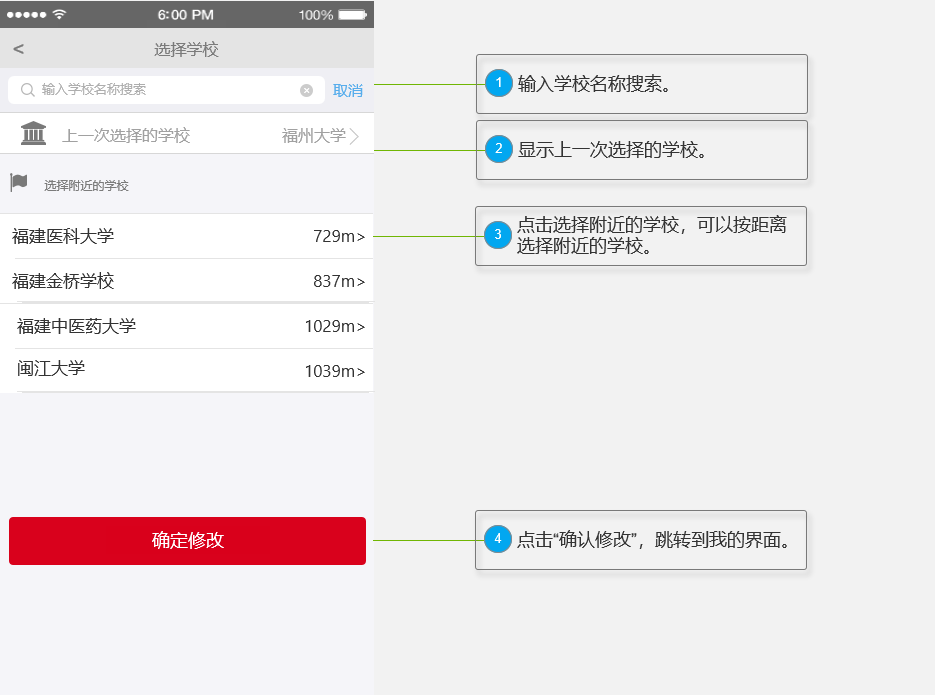 6:00 PM 100%
< 选择学校
输入学校名称搜索 取消
上一次选择的学校 福州大学
选择附近的学校
福建医科大学 729m>
福建金桥学校 837m>
福建中医药大学 1029m>
闽江大学 1039m>
确定修改
1 输入学校名称搜索。
2 显示上一次选择的学校。
3 点击选择附近的学校，可以按距离
选择附近的学校。
4 点击“确认修改”，跳转到我的界面。